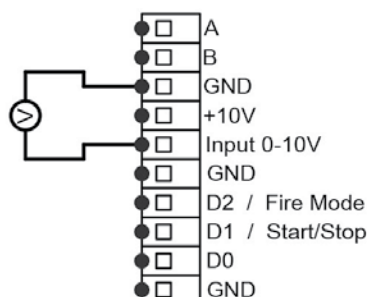 A
B
GND
+10V
V
Input 0-10V
GND
D2 / Fire Mode
D1 / Start/Stop
D0
GND